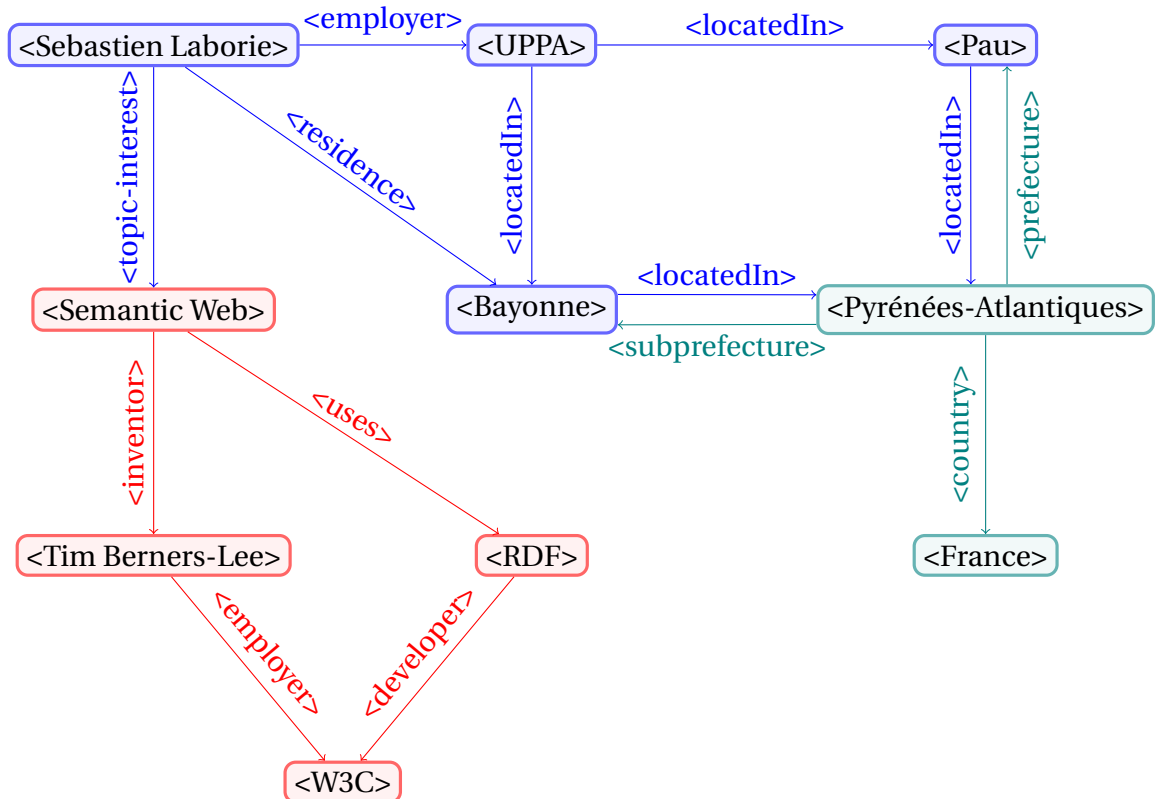 <employer>
<locatedIn>
<Sebastien Laborie>
<UPPA>
<Pau>
<topic-interest>
<residence>
<locatedIn>
<locatedIn>
<prefecture>
<locatedIn>
<Semantic Web>
<Bayonne>
<Pyrénées-Atlantiques>
<subprefecture>
<inventor>
<uses>
<country>
<Tim Berners-Lee>
<RDF>
<France>
<employer>
<developer>
<W3C>